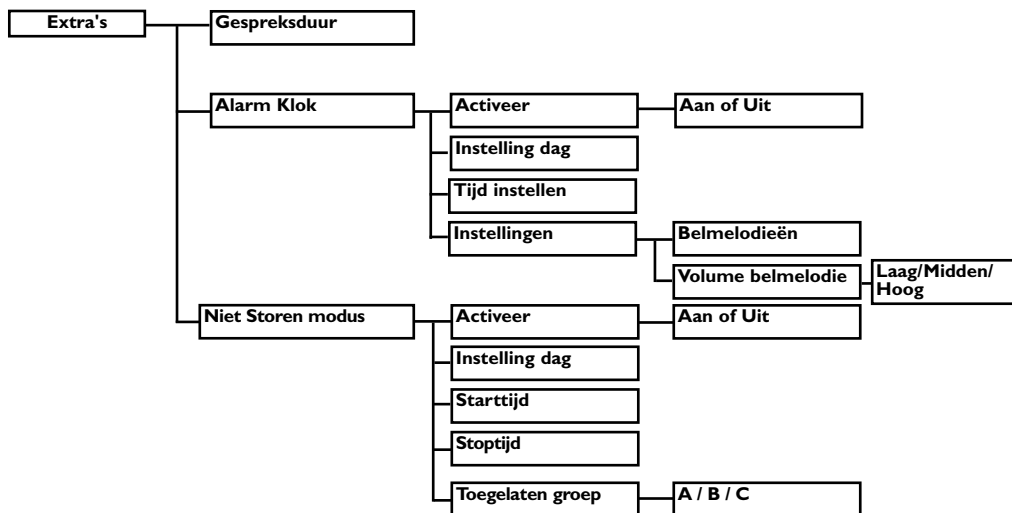 Extra's
Gespreksduur
Alarm Klok
Activeer
Aan of Uit
Instelling dag
Tijd instellen
Instellingen
Belmelodieën
Volume belmelodie
Laag/Midden/
Hoog
Niet Storen modus
Activeer
Aan of Uit
Instelling dag
Starttijd
Stoptijd
Toegelaten groep
A / B / C